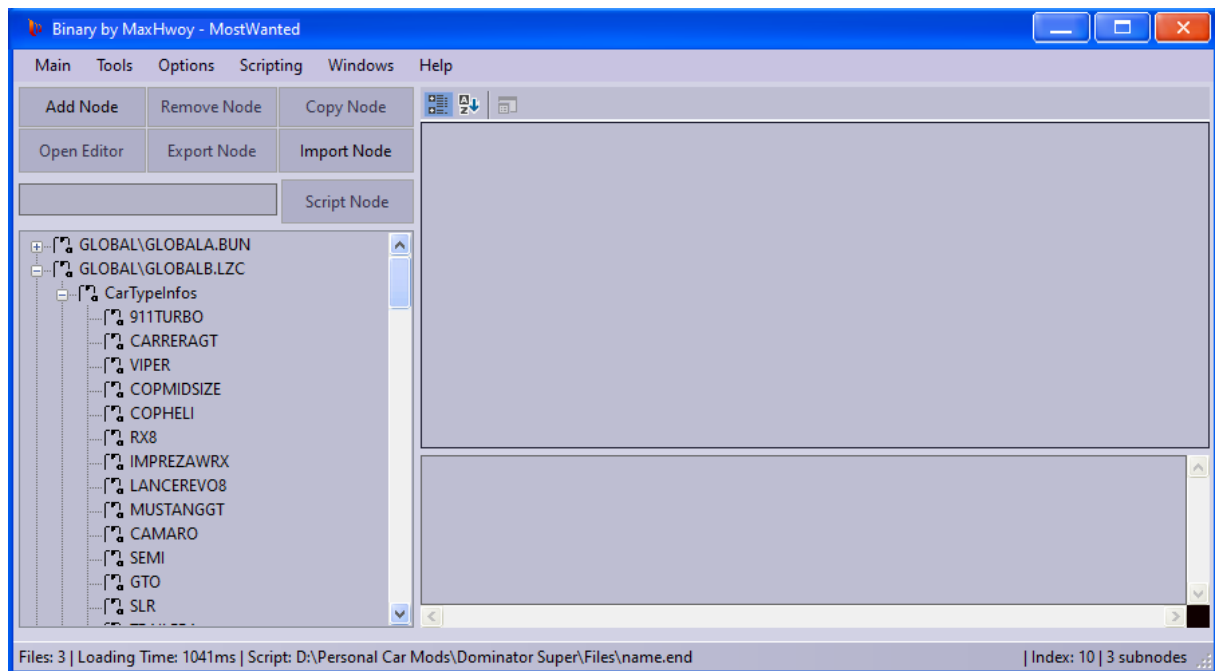 Binary by MaxHwoy - MostWanted
Main Tools Options Scripting Windows Help
Add Node Remove Node Copy Node
Open Editor Export Node Import Node
Script Node
GLOBAL\GLOBALA.BUN
GLOBAL\GLOBALB.LZC
CarTypeInfos
911TURBO
CARRERAGT
VIPER
COPMIDSIZE
COPHELI
RX8
IMPREZAWRX
LANCEREVO8
MUSTANGGT
CAMARO
SEMI
GTO
SLR
Files: 3 | Loading Time: 1041ms | Script: D:\Personal Car Mods\Dominator Super\Files\name.end | Index: 10 | 3 subnodes